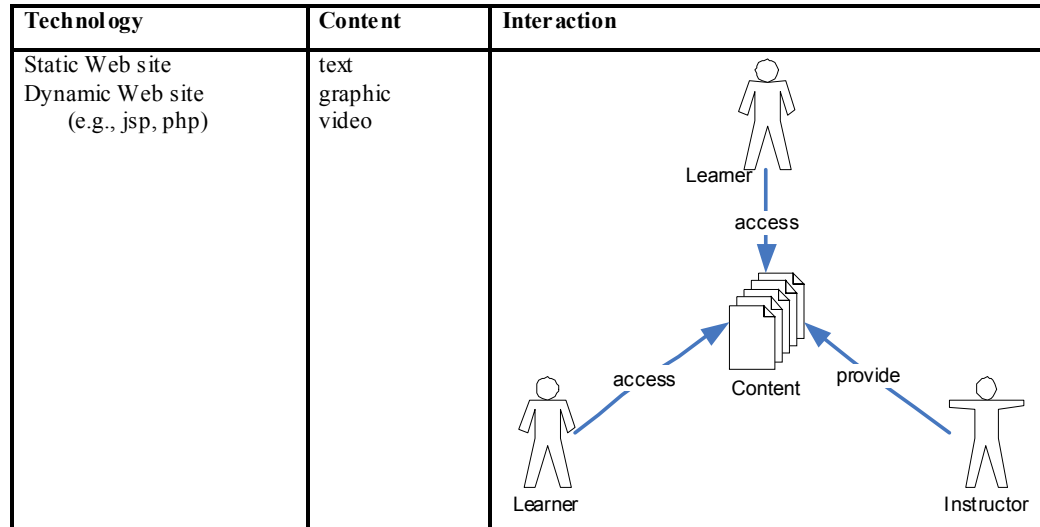 Technology
Content
Interaction
Static Web site
Dynamic Web site
(e.g., jsp, php)
text
graphic
video
Learner
access
access
Content
provide
Learner
Instructor